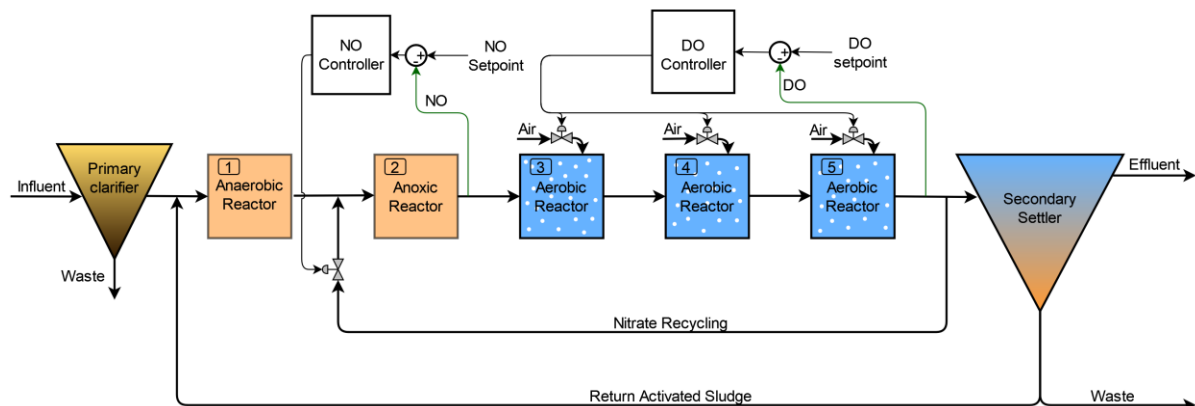 NO
Controller
NO
Setpoint
NO
DO
Controller
DO
setpoint
DO
- +
- +
Air
Air
Air
Influent
Primary
clarifier
Waste
1
Anaerobic
Reactor
2
Anoxic
Reactor
3
Aerobic
Reactor
4
Aerobic
Reactor
5
Aerobic
Reactor
Secondary
Settler
Effluent
Nitrate Recycling
Return Activated Sludge
Waste